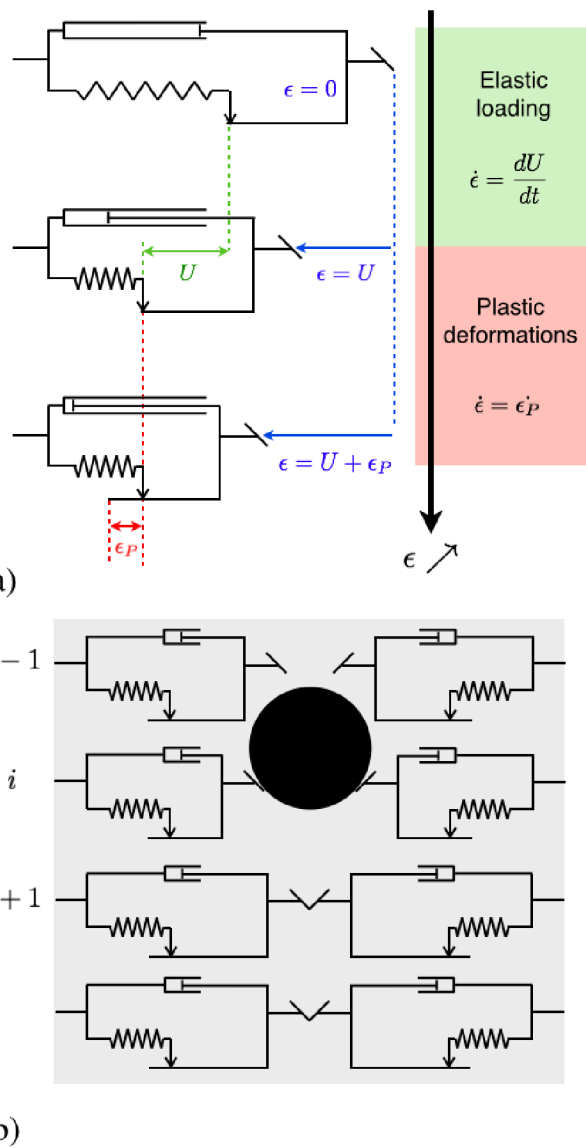 ϵ = 0
Elastic
loading
ϵ̇ = dU/dt
U
ϵ = U
Plastic
deformations
ϵ̇ = ϵ̇_P
ϵ = U + ϵ_P
ϵ_P
ϵ ↗
a)
− 1
i
+ 1
b)